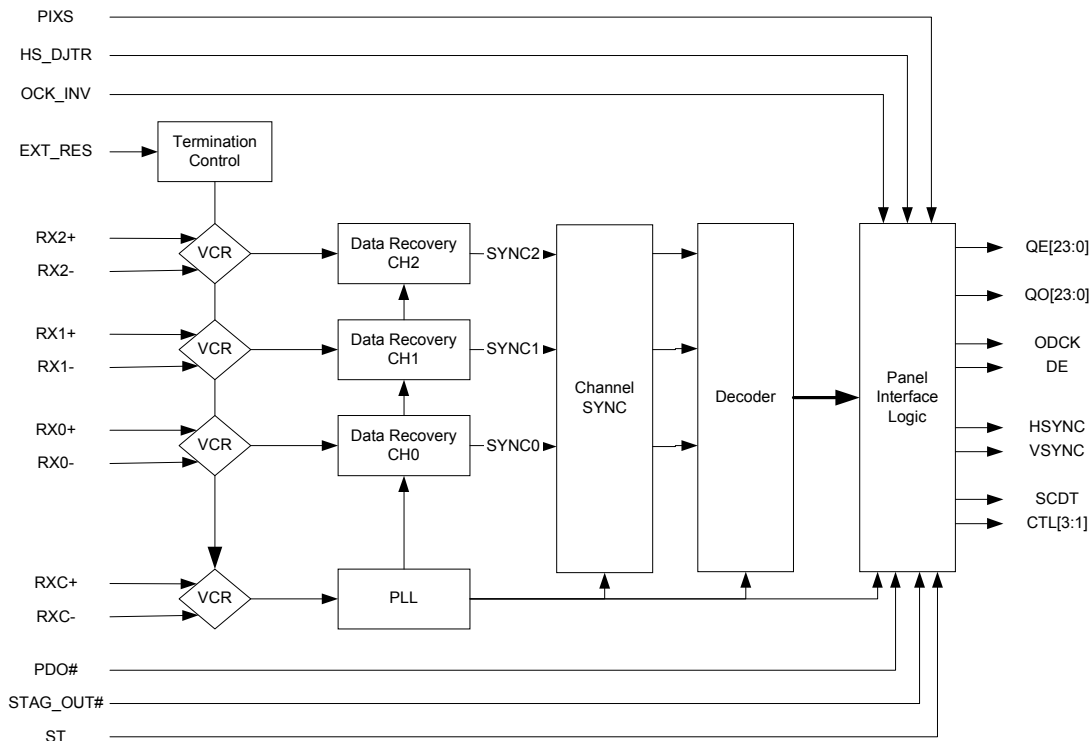 PIXS
HS_DJTR
OCK_INV
EXT_RES
Termination
Control
RX2+
RX2-
VCR
Data Recovery
CH2
SYNC2
RX1+
RX1-
VCR
Data Recovery
CH1
SYNC1
RX0+
RX0-
VCR
Data Recovery
CH0
SYNC0
RXC+
RXC-
VCR
PLL
Channel
SYNC
Decoder
Panel
Interface
Logic
QE[23:0]
QO[23:0]
ODCK
DE
HSYNC
VSYNC
SCDT
CTL[3:1]
PDO#
STAG_OUT#
ST